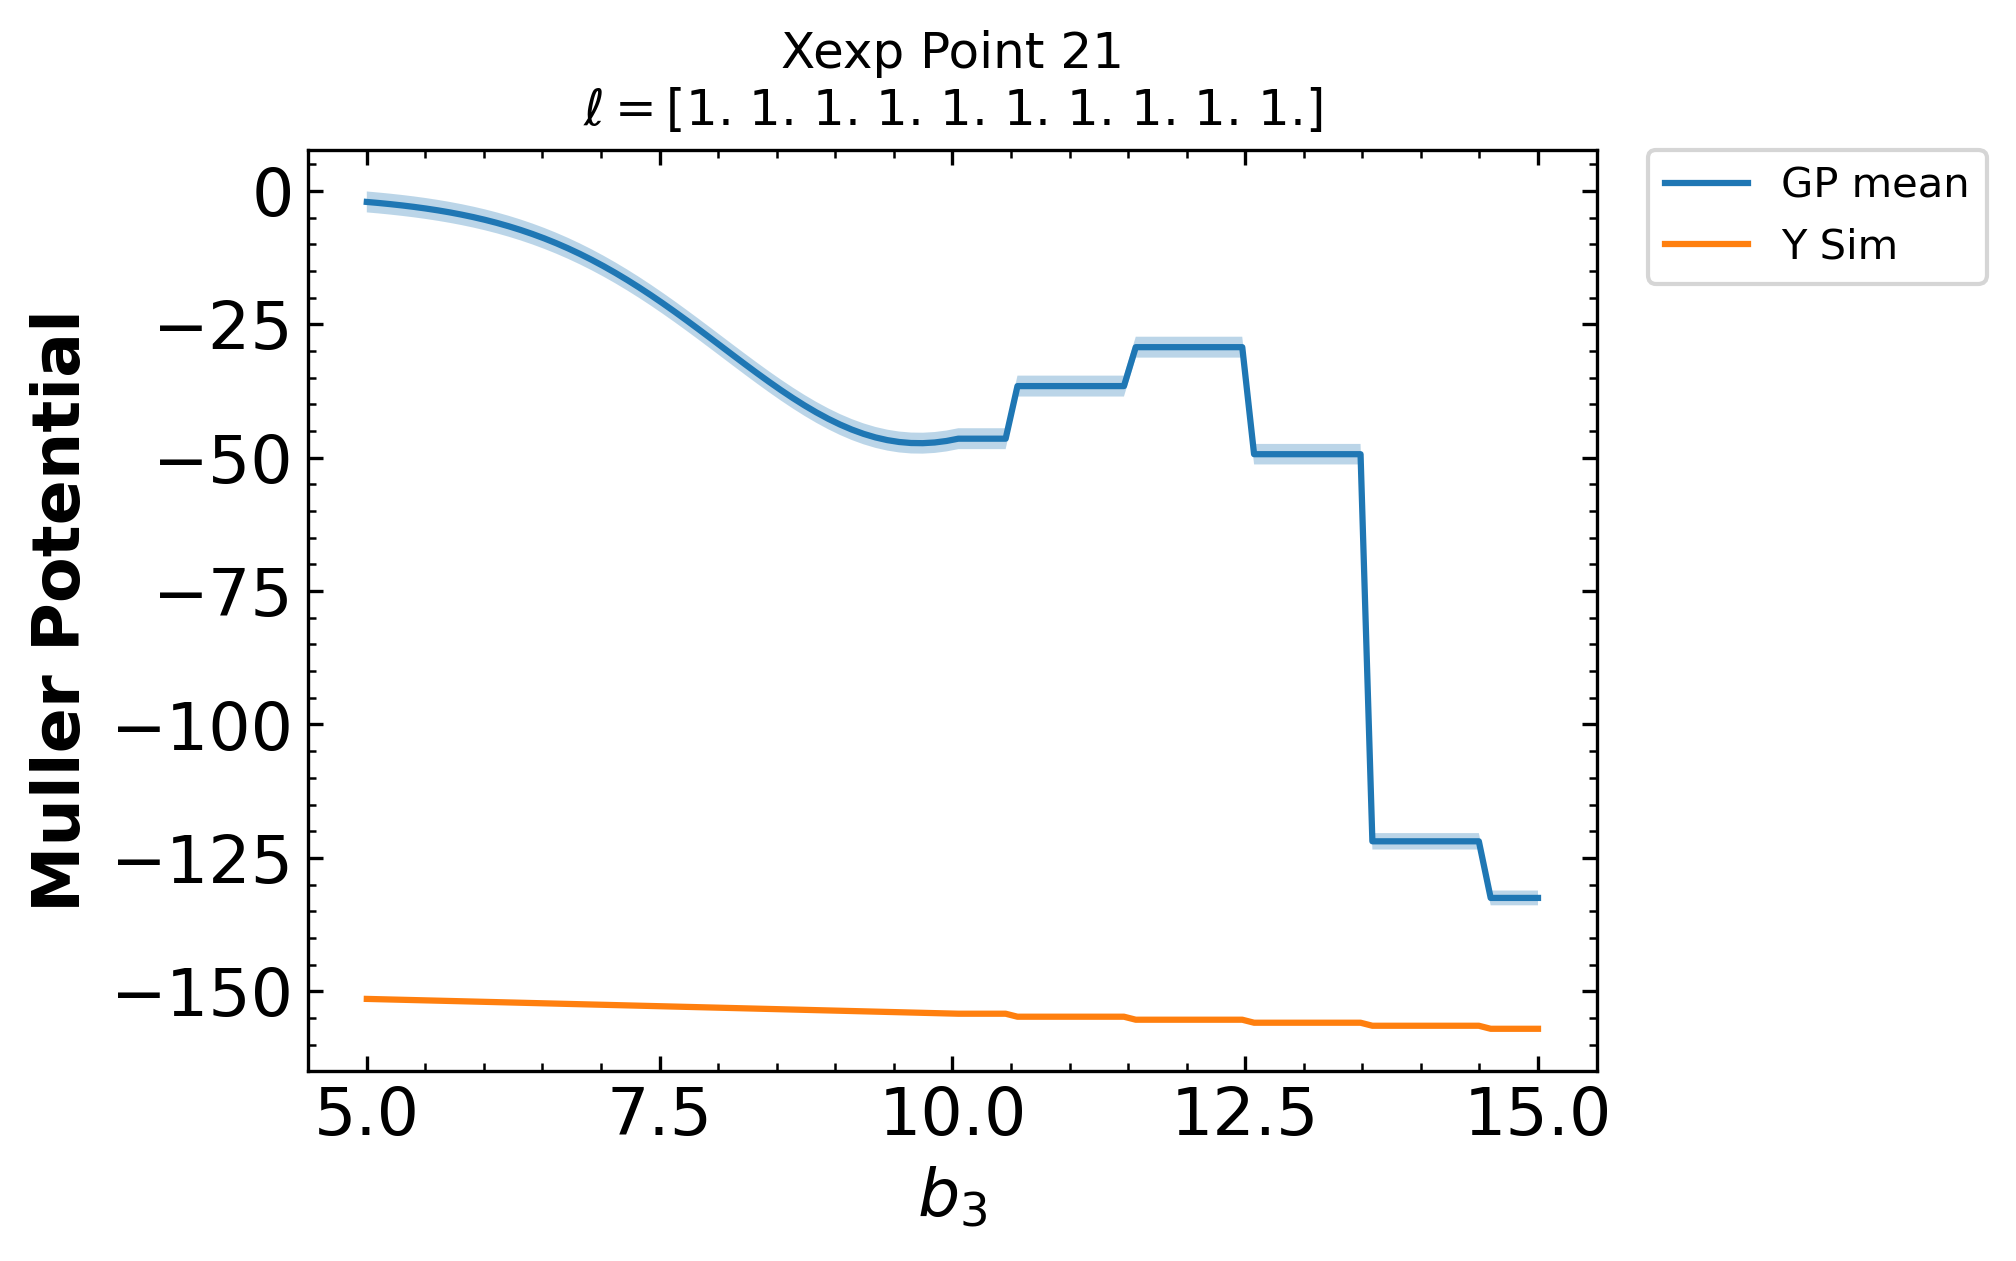 Xexp Point 21
ℓ = [1. 1. 1. 1. 1. 1. 1. 1. 1. 1.]
GP mean
Y Sim
Muller Potential
0
−25
−50
−75
−100
−125
−150
5.0 7.5 10.0 12.5 15.0
b₃